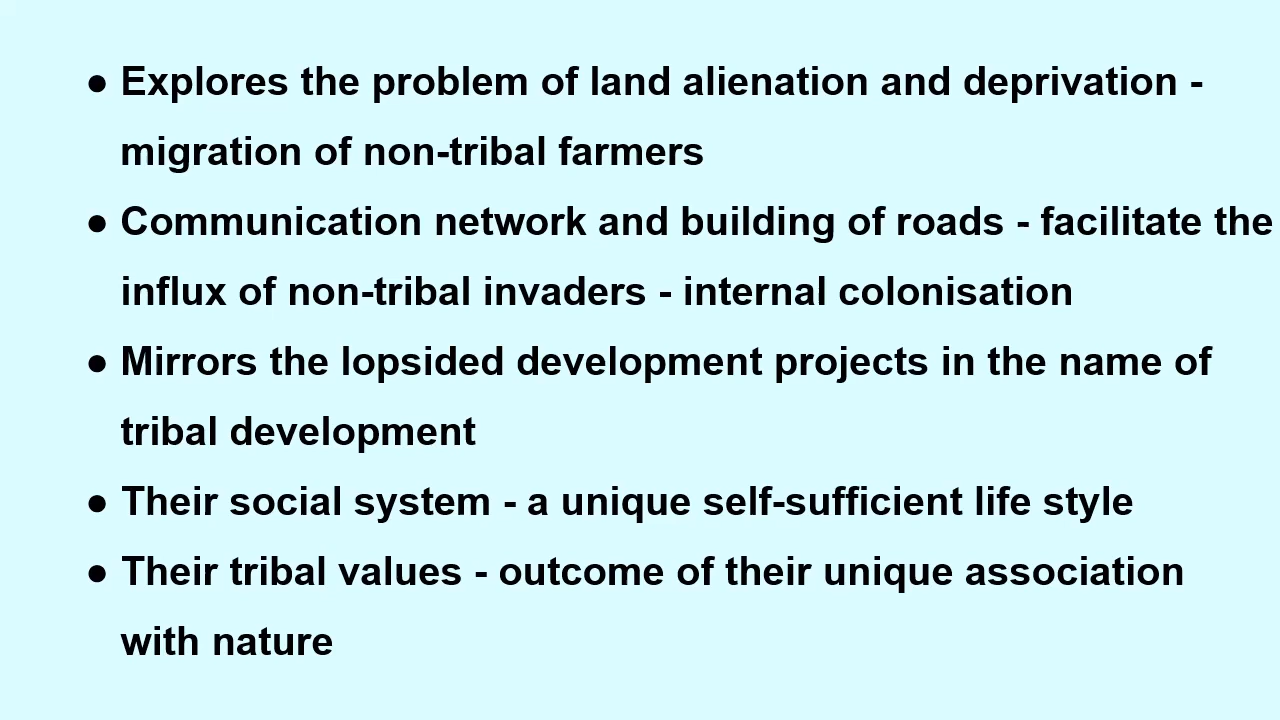 ● Explores the problem of land alienation and deprivation -
migration of non-tribal farmers
● Communication network and building of roads - facilitate the
influx of non-tribal invaders - internal colonisation
● Mirrors the lopsided development projects in the name of
tribal development
● Their social system - a unique self-sufficient life style
● Their tribal values - outcome of their unique association
with nature